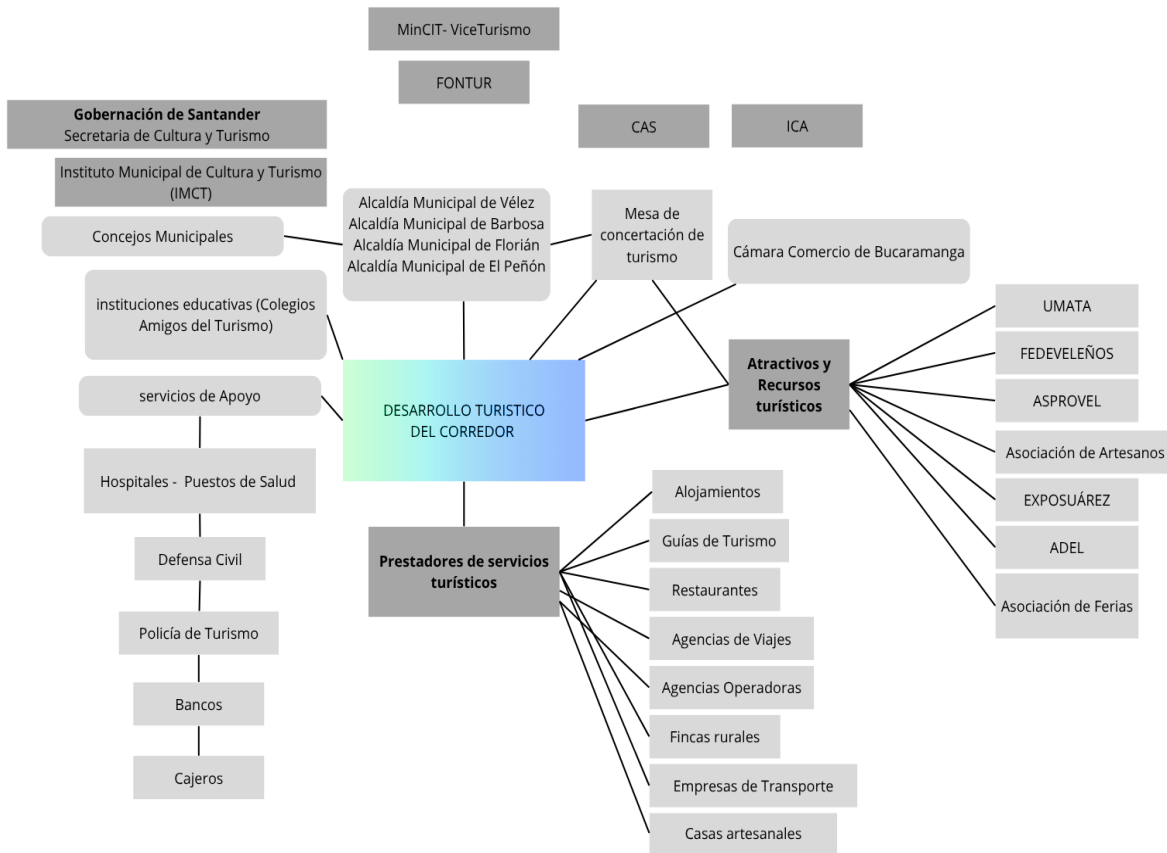 MinCIT- ViceTurismo
FONTUR
Gobernación de Santander
Secretaria de Cultura y Turismo
CAS
ICA
Instituto Municipal de Cultura y Turismo
(IMCT)
Alcaldía Municipal de Vélez
Alcaldía Municipal de Barbosa
Alcaldía Municipal de Florián
Alcaldía Municipal de El Peñón
Concejos Municipales
Mesa de
concertación de
turismo
Cámara Comercio de Bucaramanga
instituciones educativas (Colegios
Amigos del Turismo)
servicios de Apoyo
DESARROLLO TURISTICO
DEL CORREDOR
Atractivos y
Recursos
turísticos
UMATA
FEDEVELEÑOS
ASPROVEL
Asociación de Artesanos
EXPOSUÁREZ
ADEL
Asociación de Ferias
Hospitales - Puestos de Salud
Defensa Civil
Policía de Turismo
Bancos
Cajeros
Prestadores de servicios
turísticos
Alojamientos
Guías de Turismo
Restaurantes
Agencias de Viajes
Agencias Operadoras
Fincas rurales
Empresas de Transporte
Casas artesanales